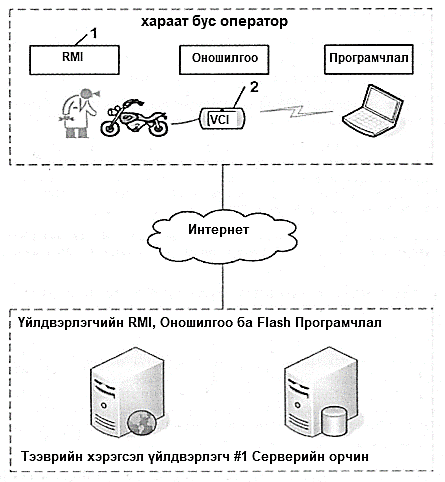 хараат бус оператор
1
RMI
Оношилгоо
Програмчлал
2
VCI
Интернет
Үйлдвэрлэгчийн RMI, Оношилгоо ба Flash Програмчлал
Тээврийн хэрэгсэл үйлдвэрлэгч #1 Серверийн орчин